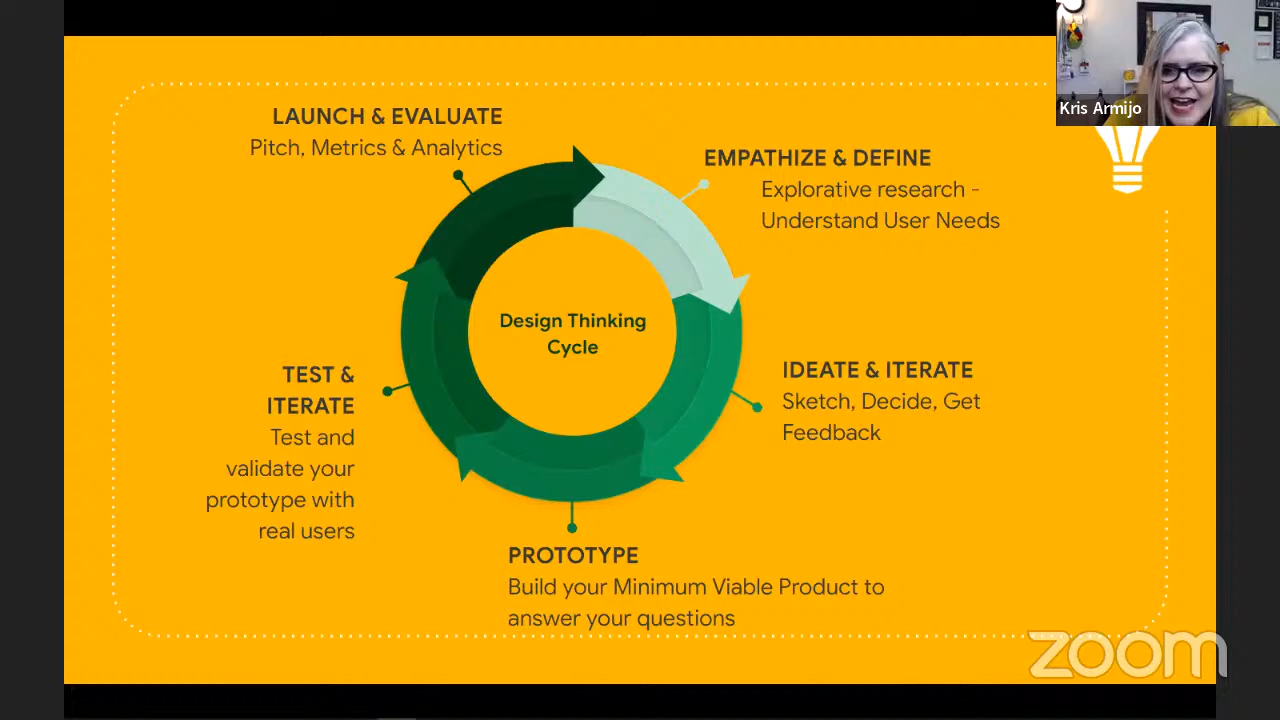 Kris Armijo
LAUNCH & EVALUATE
Pitch, Metrics & Analytics
EMPATHIZE & DEFINE
Explorative research -
Understand User Needs
Design Thinking
Cycle
IDEATE & ITERATE
Sketch, Decide, Get
Feedback
TEST &
ITERATE
Test and
validate your
prototype with
real users
PROTOTYPE
Build your Minimum Viable Product to
answer your questions
zoom